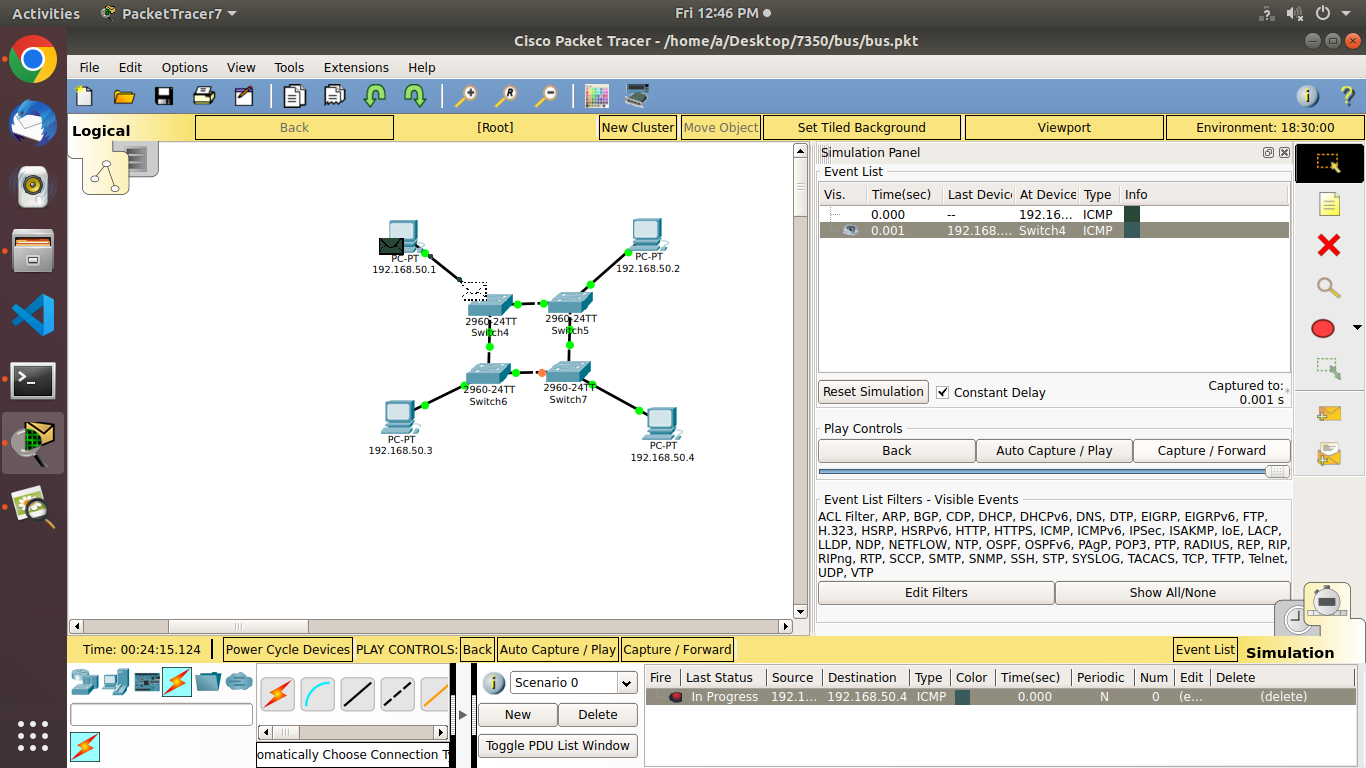 Activities PacketTracer7 Fri 12:46 PM
Cisco Packet Tracer - /home/a/Desktop/7350/bus/bus.pkt
File Edit Options View Tools Extensions Help
Logical Back [Root] New Cluster Move Object Set Tiled Background Viewport Environment: 18:30:00
PC-PT
192.168.50.1
PC-PT
192.168.50.2
2960-24TT
Switch4
2960-24TT
Switch5
2960-24TT
Switch6
2960-24TT
Switch7
PC-PT
192.168.50.3
PC-PT
192.168.50.4
Simulation Panel
Event List
Vis. Time(sec) Last Device At Device Type Info
0.000 -- 192.16... ICMP
0.001 192.168.... Switch4 ICMP
Reset Simulation Constant Delay Captured to:
0.001 s
Play Controls
Back Auto Capture / Play Capture / Forward
Event List Filters - Visible Events
ACL Filter, ARP, BGP, CDP, DHCP, DHCPv6, DNS, DTP, EIGRP, EIGRPv6, FTP,
H.323, HSRP, HSRPv6, HTTP, HTTPS, ICMP, ICMPv6, IPSec, ISAKMP, IoE, LACP,
LLDP, NDP, NETFLOW, NTP, OSPF, OSPFv6, PAgP, POP3, PTP, RADIUS, REP, RIP,
RIPng, RTP, SCCP, SMTP, SNMP, SSH, STP, SYSLOG, TACACS, TCP, TFTP, Telnet,
UDP, VTP
Edit Filters Show All/None
Time: 00:24:15.124 Power Cycle Devices PLAY CONTROLS: Back Auto Capture / Play Capture / Forward Event List Simulation
Scenario 0
New Delete
Toggle PDU List Window
omatically Choose Connection T
Fire Last Status Source Destination Type Color Time(sec) Periodic Num Edit Delete
In Progress 192.1... 192.168.50.4 ICMP 0.000 N 0 (e... (delete)